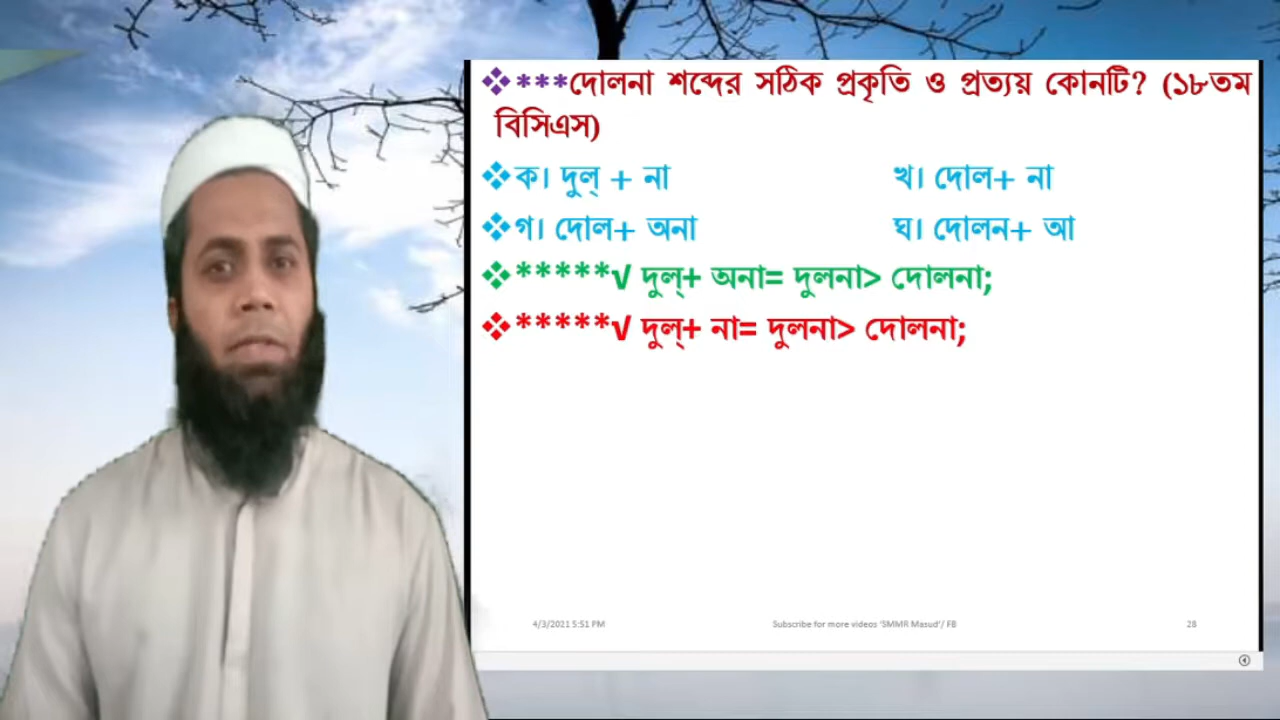 ❖***দোলনা শব্দের সঠিক প্রকৃতি ও প্রত্যয় কোনটি? (১৮তম
বিসিএস)
❖ক। দুল্ + না খ। দোল+ না
❖গ। দোল+ অনা ঘ। দোলন+ আ
❖*****√ দুল্+ অনা= দুলনা> দোলনা;
❖*****√ দুল্+ না= দুলনা> দোলনা;
4/3/2021 5:51 PM Subscribe for more videos 'SMMR Masud'/ FB 28